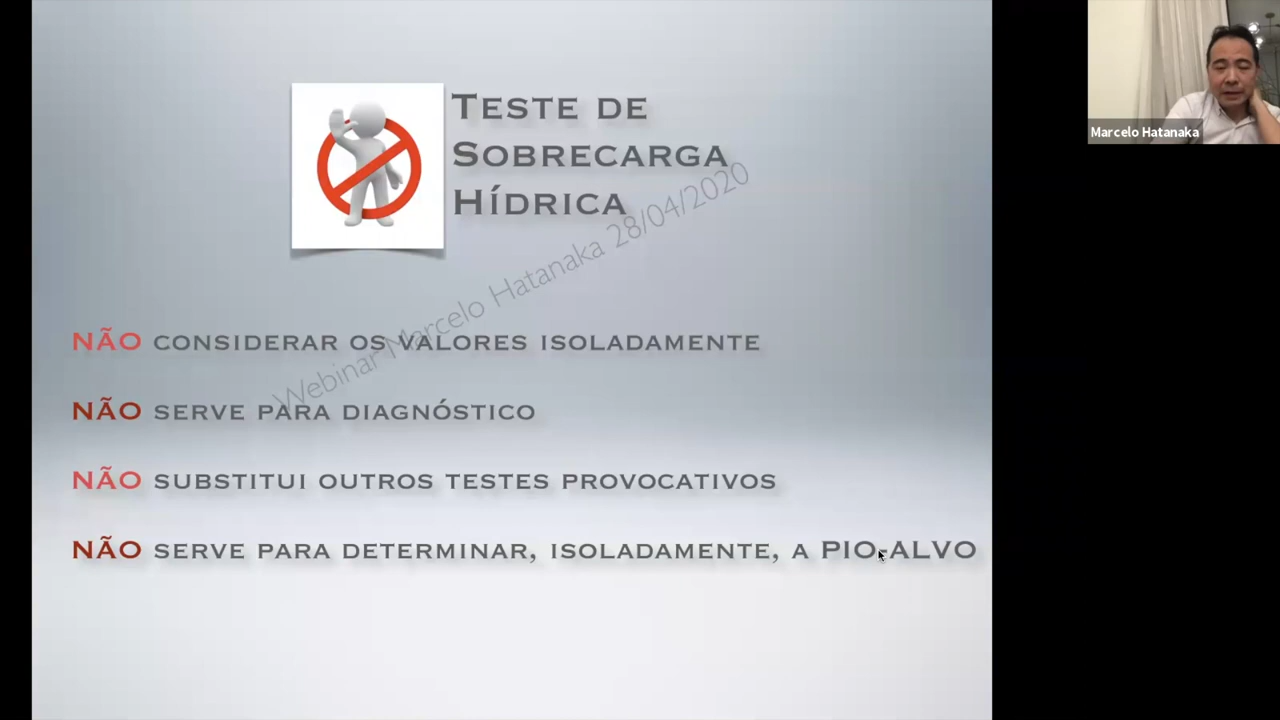 TESTE DE
SOBRECARGA
HÍDRICA
Webinar Marcelo Hatanaka 28/04/2020
NÃO CONSIDERAR OS VALORES ISOLADAMENTE
NÃO SERVE PARA DIAGNÓSTICO
NÃO SUBSTITUI OUTROS TESTES PROVOCATIVOS
NÃO SERVE PARA DETERMINAR, ISOLADAMENTE, A PIO-ALVO
Marcelo Hatanaka